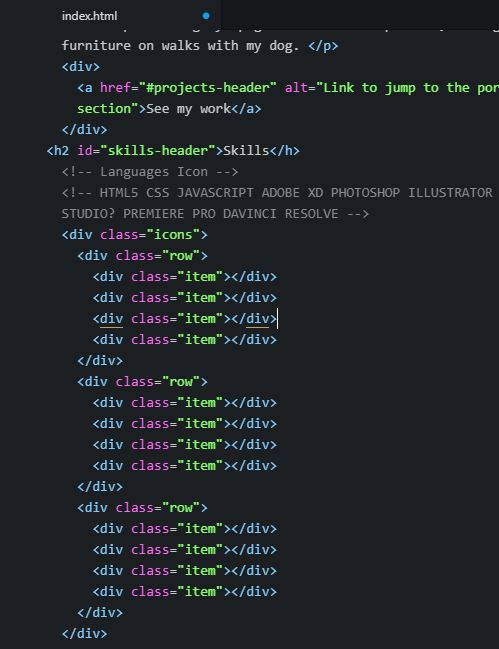 index.html
furniture on walks with my dog. </p>
<div>
<a href="#projects-header" alt="Link to jump to the por
section">See my work</a>
</div>
<h2 id="skills-header">Skills</h>
<!-- Languages Icon -->
<!-- HTML5 CSS JAVASCRIPT ADOBE XD PHOTOSHOP ILLUSTRATOR
STUDIO? PREMIERE PRO DAVINCI RESOLVE -->
<div class="icons">
<div class="row">
<div class="item"></div>
<div class="item"></div>
<div class="item"></div>
<div class="item"></div>
</div>
<div class="row">
<div class="item"></div>
<div class="item"></div>
<div class="item"></div>
<div class="item"></div>
</div>
<div class="row">
<div class="item"></div>
<div class="item"></div>
<div class="item"></div>
<div class="item"></div>
</div>
</div>